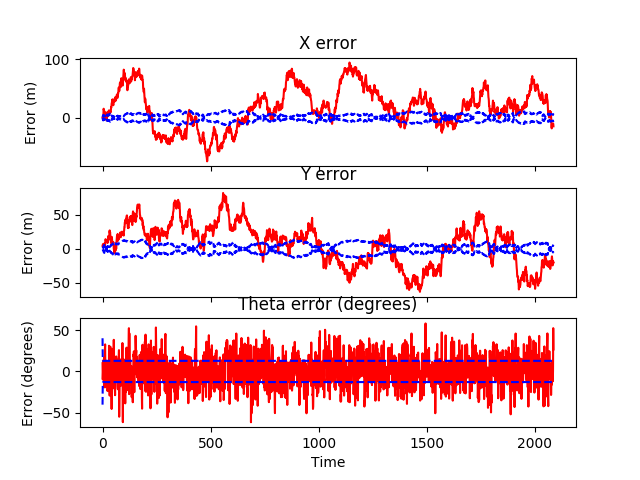 X error
100
0
Error (m)
Y error
50
0
−50
Error (m)
Theta error (degrees)
50
0
−50
Error (degrees)
0 500 1000 1500 2000
Time